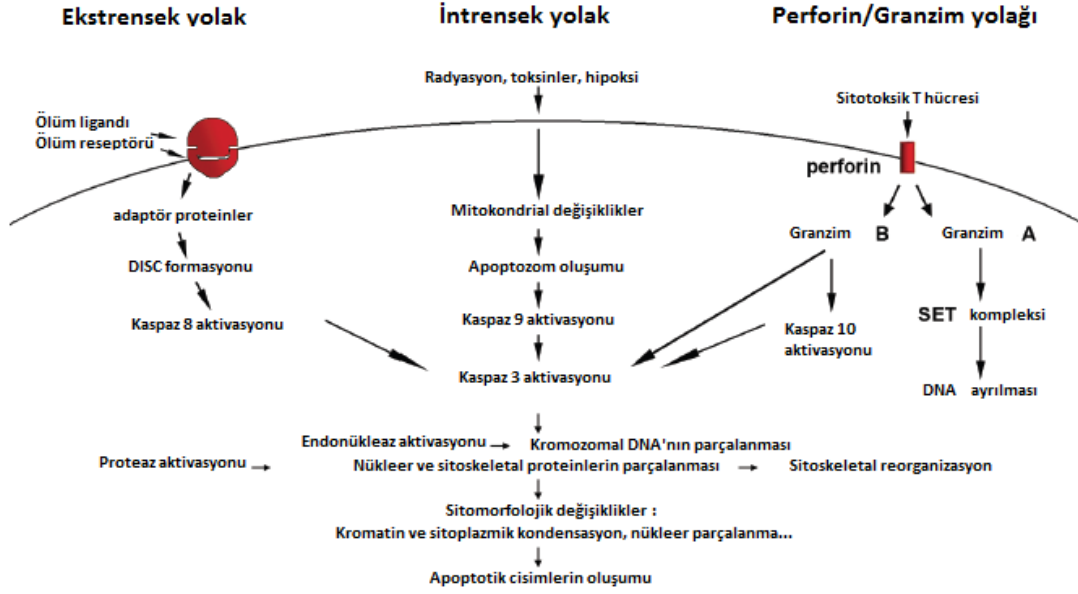 Ekstrensek yolak
İntrensek yolak
Perforin/Granzim yolağı
Radyasyon, toksinler, hipoksi
Ölüm ligandı
Ölüm reseptörü
Sitotoksik T hücresi
perforin
adaptör proteinler
DISC formasyonu
Kaspaz 8 aktivasyonu
Mitokondrial değişiklikler
Apoptozom oluşumu
Kaspaz 9 aktivasyonu
Kaspaz 3 aktivasyonu
Granzim B
Granzim A
Kaspaz 10
aktivasyonu
SET kompleksi
DNA ayrılması
Endonükleaz aktivasyonu → Kromozomal DNA'nın parçalanması
Proteaz aktivasyonu → Nükleer ve sitoskeletal proteinlerin parçalanması → Sitoskeletal reorganizasyon
Sitomorfolojik değişiklikler :
Kromatin ve sitoplazmik kondensasyon, nükleer parçalanma...
Apoptotik cisimlerin oluşumu